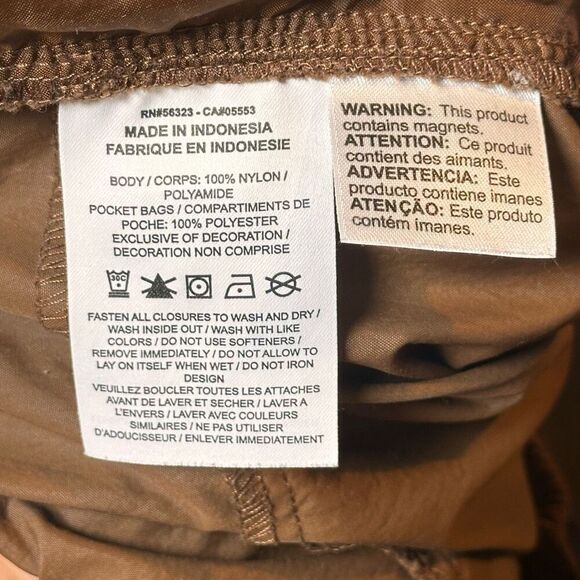 RN#56323 - CA#05553
MADE IN INDONESIA
FABRIQUE EN INDONESIE
BODY / CORPS: 100% NYLON /
POLYAMIDE
POCKET BAGS / COMPARTIMENTS DE
POCHE: 100% POLYESTER
EXCLUSIVE OF DECORATION /
DECORATION NON COMPRISE
30C
FASTEN ALL CLOSURES TO WASH AND DRY /
WASH INSIDE OUT / WASH WITH LIKE
COLORS / DO NOT USE SOFTENERS /
REMOVE IMMEDIATELY / DO NOT ALLOW TO
LAY ON ITSELF WHEN WET / DO NOT IRON
DESIGN
VEUILLEZ BOUCLER TOUTES LES ATTACHES
AVANT DE LAVER ET SECHER / LAVER A
L'ENVERS / LAVER AVEC COULEURS
SIMILAIRES / NE PAS UTILISER
D'ADOUCISSEUR / ENLEVER IMMEDIATEMENT
WARNING: This product
contains magnets.
ATTENTION: Ce produit
contient des aimants.
ADVERTENCIA: Este
producto contiene imanes
ATENÇÃO: Este produto
contém imanes.